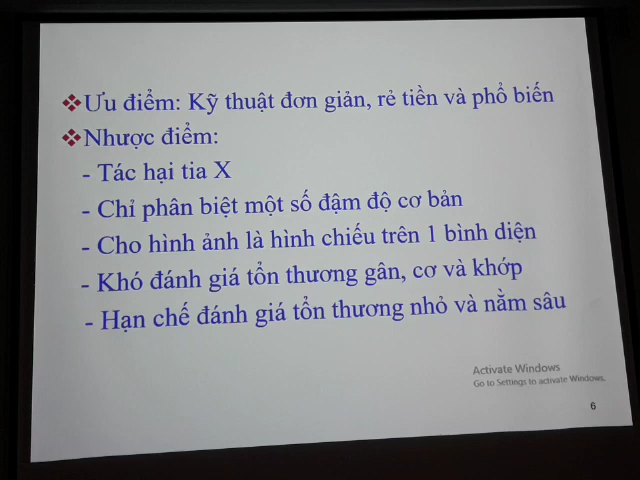 ❖Ưu điểm: Kỹ thuật đơn giản, rẻ tiền và phổ biến
❖Nhược điểm:
- Tác hại tia X
- Chỉ phân biệt một số đậm độ cơ bản
- Cho hình ảnh là hình chiếu trên 1 bình diện
- Khó đánh giá tổn thương gân, cơ và khớp
- Hạn chế đánh giá tổn thương nhỏ và nằm sâu
Activate Windows
Go to Settings to activate Windows.
6